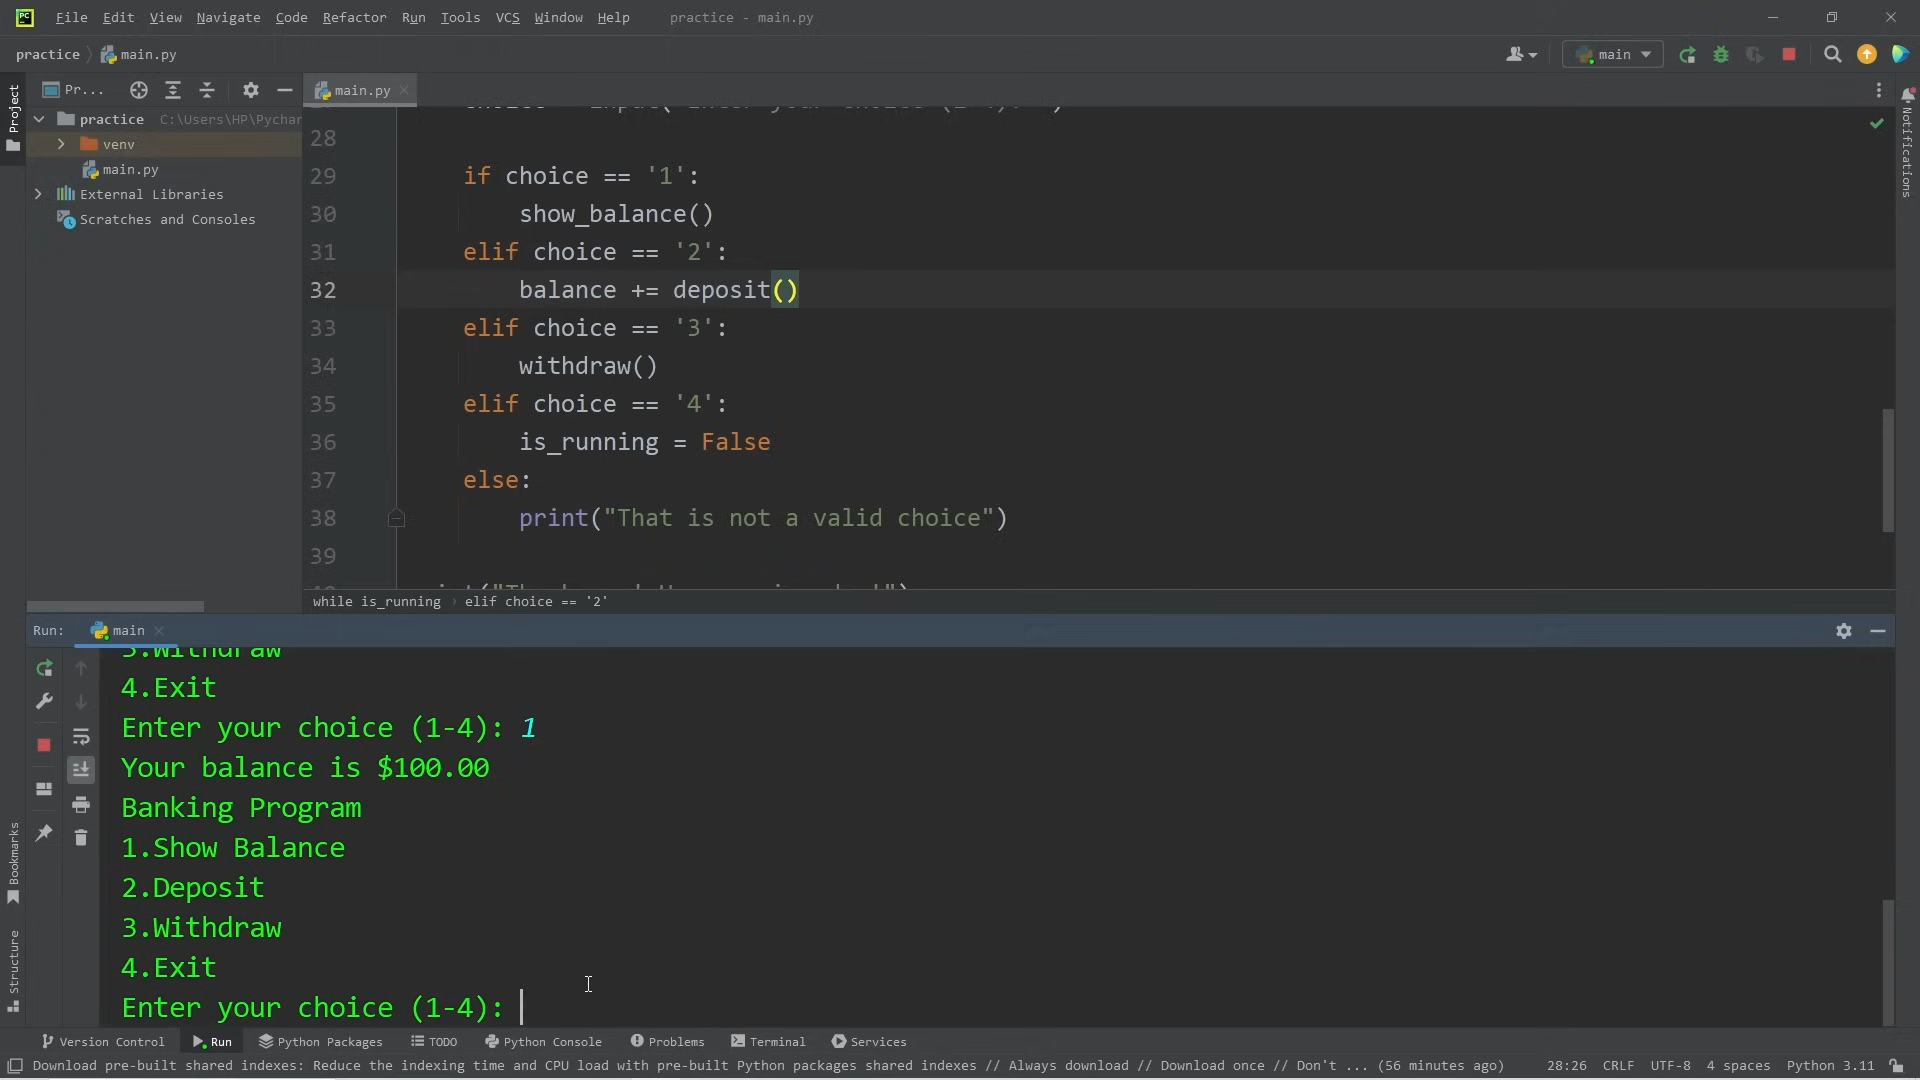 File Edit View Navigate Code Refactor Run Tools VCS Window Help practice - main.py
practice main.py main
Project
Pr... main.py
practice C:\Users\HP\Pychar
venv
main.py
External Libraries
Scratches and Consoles
Notifications
28
29 if choice == '1':
30 show_balance()
31 elif choice == '2':
32 balance += deposit()
33 elif choice == '3':
34 withdraw()
35 elif choice == '4':
36 is_running = False
37 else:
38 print("That is not a valid choice")
39
while is_running › elif choice == '2'
Run: main
3.Withdraw
4.Exit
Enter your choice (1-4): 1
Your balance is $100.00
Banking Program
1.Show Balance
2.Deposit
3.Withdraw
4.Exit
Enter your choice (1-4):
Bookmarks
Structure
Version Control Run Python Packages TODO Python Console Problems Terminal Services
Download pre-built shared indexes: Reduce the indexing time and CPU load with pre-built Python packages shared indexes // Always download // Download once // Don't ... (56 minutes ago) 28:26 CRLF UTF-8 4 spaces Python 3.11